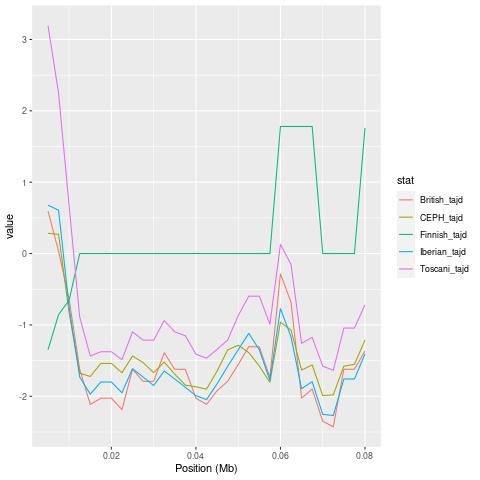 value
3
2
1
0
-1
-2
0.02
0.04
0.06
0.08
Position (Mb)
stat
British_tajd
CEPH_tajd
Finnish_tajd
Iberian_tajd
Toscani_tajd